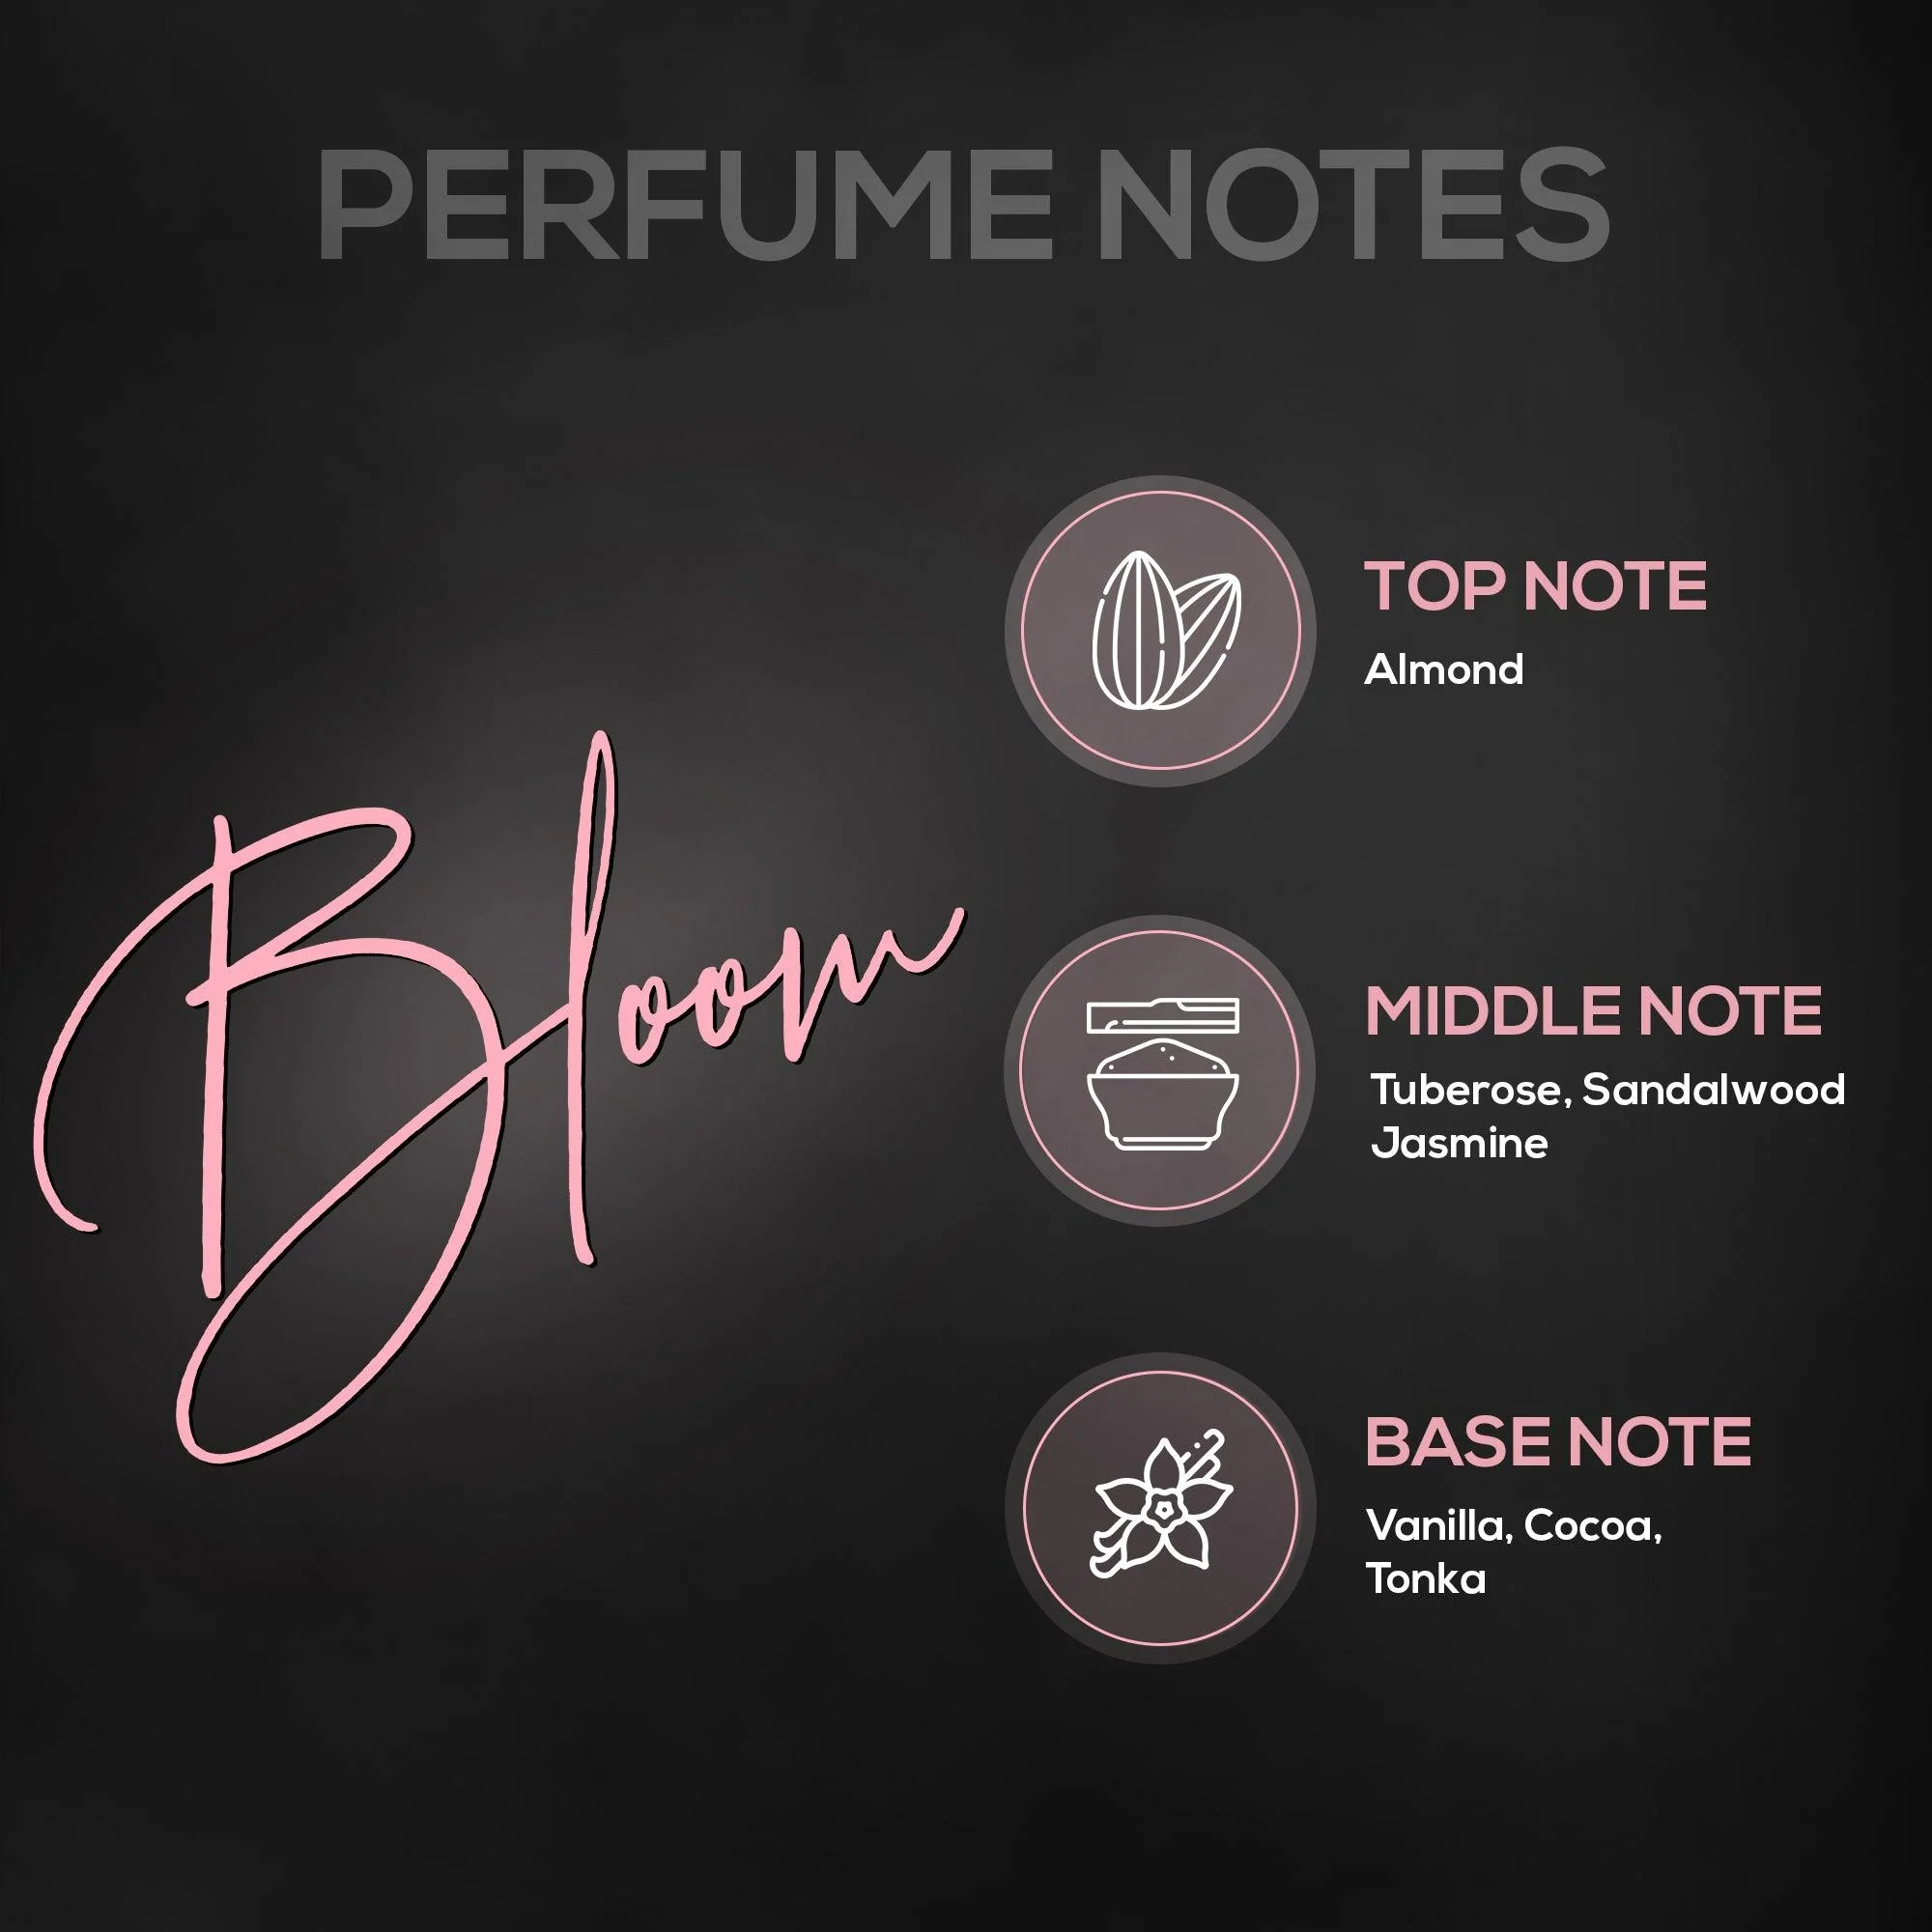 PERFUME NOTES
Bloom
TOP NOTE
Almond
MIDDLE NOTE
Tuberose, Sandalwood
Jasmine
BASE NOTE
Vanilla, Cocoa,
Tonka